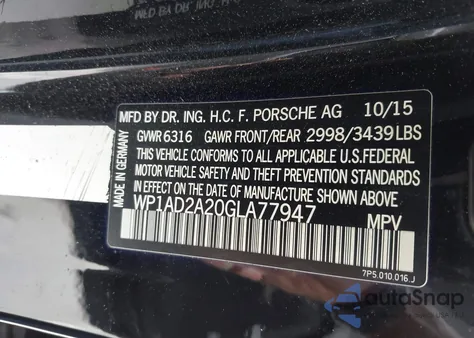 MFD BY DR. ING. H.C. F. PORSCHE AG 10/15
GVWR 6316 GAWR FRONT/REAR 2998/3439LBS
THIS VEHICLE CONFORMS TO ALL APPLICABLE U.S.FEDERAL
MOTOR VEHICLE SAFETY AND THEFT PREVENTION STANDARDS
IN EFFECT ON THE DATE OF MANUFACTURE SHOWN ABOVE
WP1AD2A20GLA77947 MPV
MADE IN GERMANY
7P5.010.016.J
autoSnap